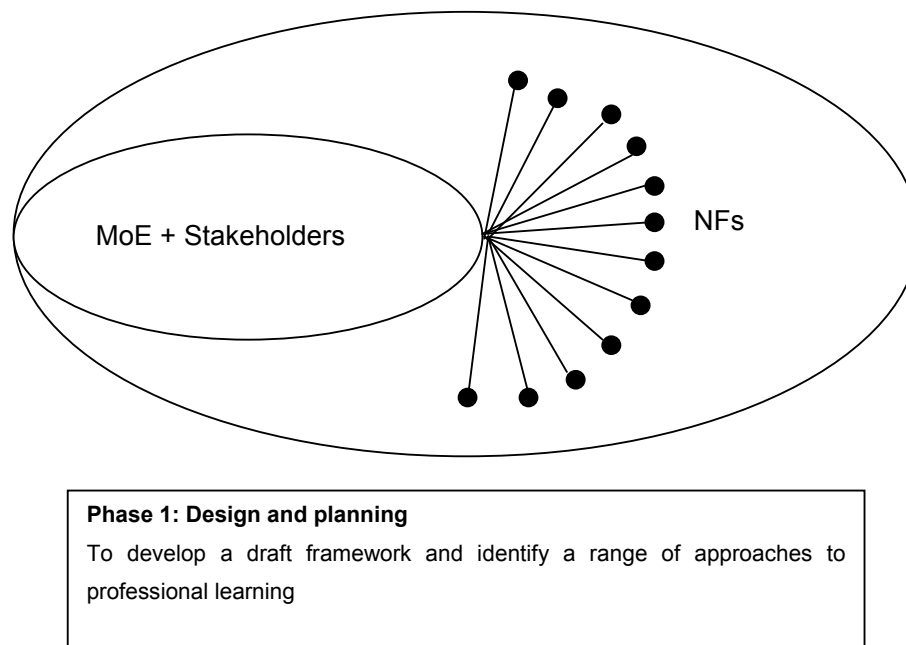 MoE + Stakeholders
NFs
Phase 1: Design and planning
To develop a draft framework and identify a range of approaches to
professional learning